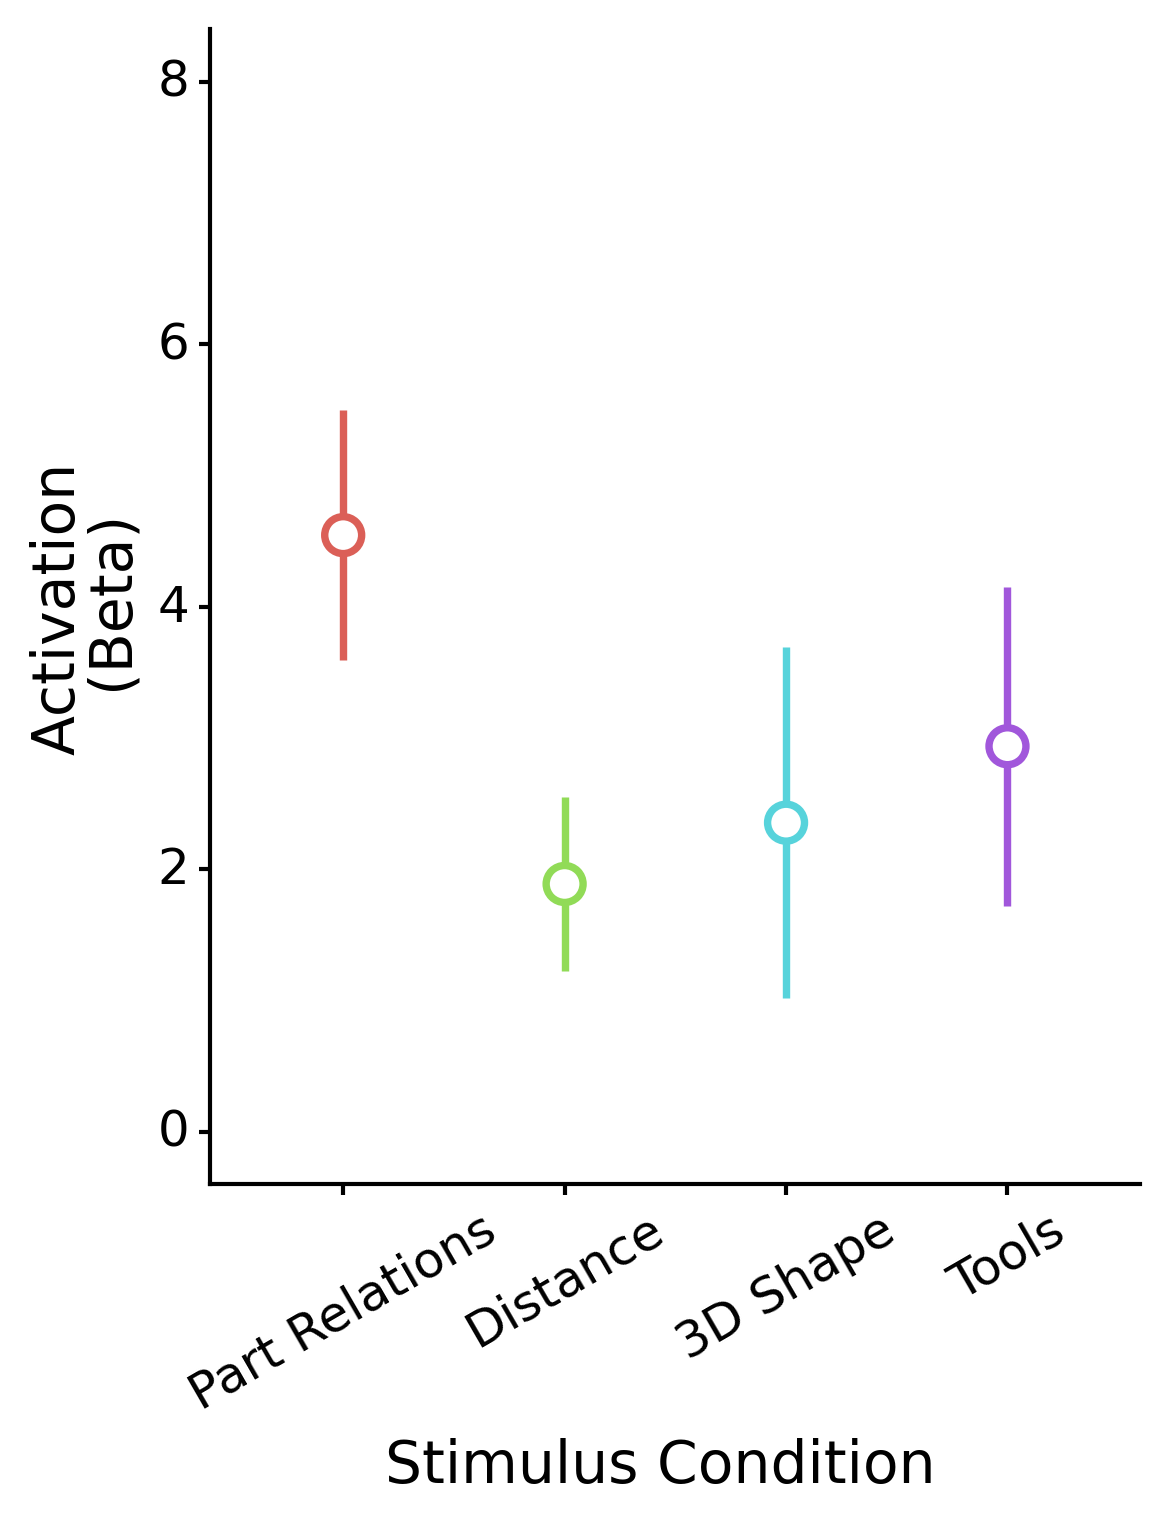 8
6
4
2
0
Activation
(Beta)
Part Relations
Distance
3D Shape
Tools
Stimulus Condition